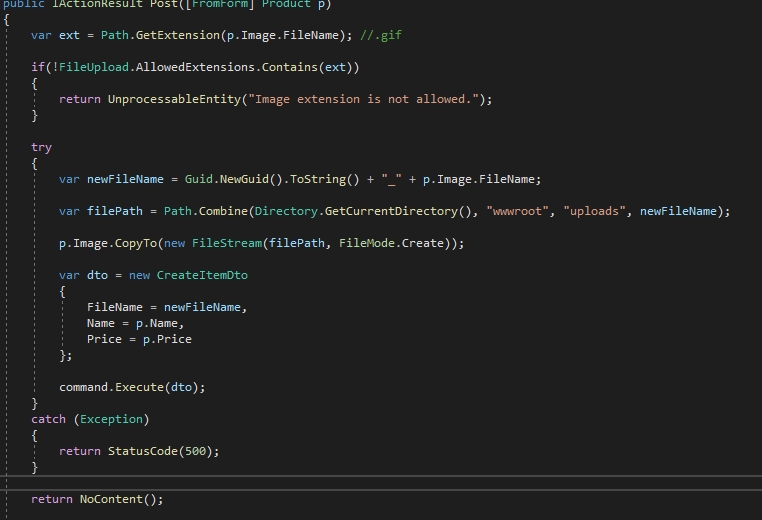 public IActionResult Post([FromForm] Product p)
{
var ext = Path.GetExtension(p.Image.FileName); //.gif
if(!FileUpload.AllowedExtensions.Contains(ext))
{
return UnprocessableEntity("Image extension is not allowed.");
}
try
{
var newFileName = Guid.NewGuid().ToString() + "_" + p.Image.FileName;
var filePath = Path.Combine(Directory.GetCurrentDirectory(), "wwwroot", "uploads", newFileName);
p.Image.CopyTo(new FileStream(filePath, FileMode.Create));
var dto = new CreateItemDto
{
FileName = newFileName,
Name = p.Name,
Price = p.Price
};
command.Execute(dto);
}
catch (Exception)
{
return StatusCode(500);
}
return NoContent();